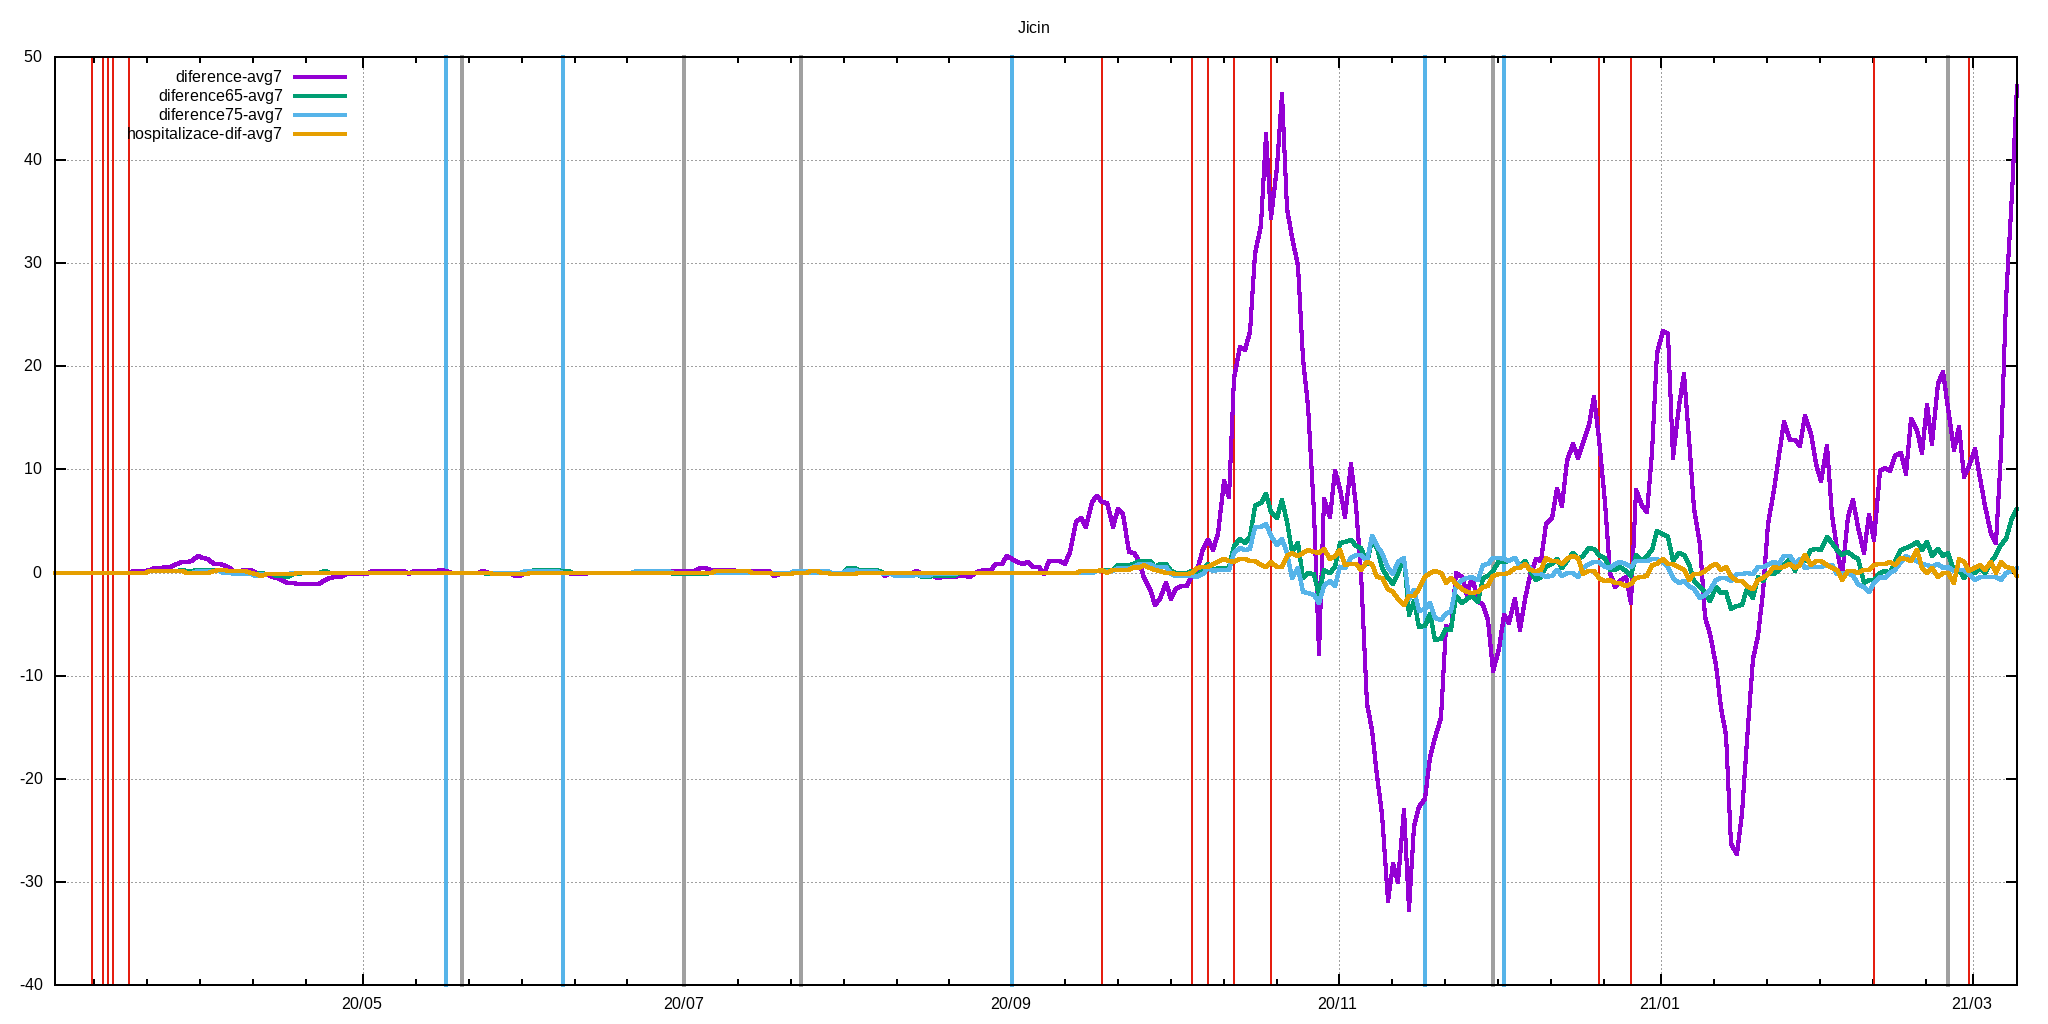 Jicin
50
diference-avg7
diference65-avg7
diference75-avg7
hospitalizace-dif-avg7
40
30
20
10
0
-10
-20
-30
-40
20/05 20/07 20/09 20/11 21/01 21/03